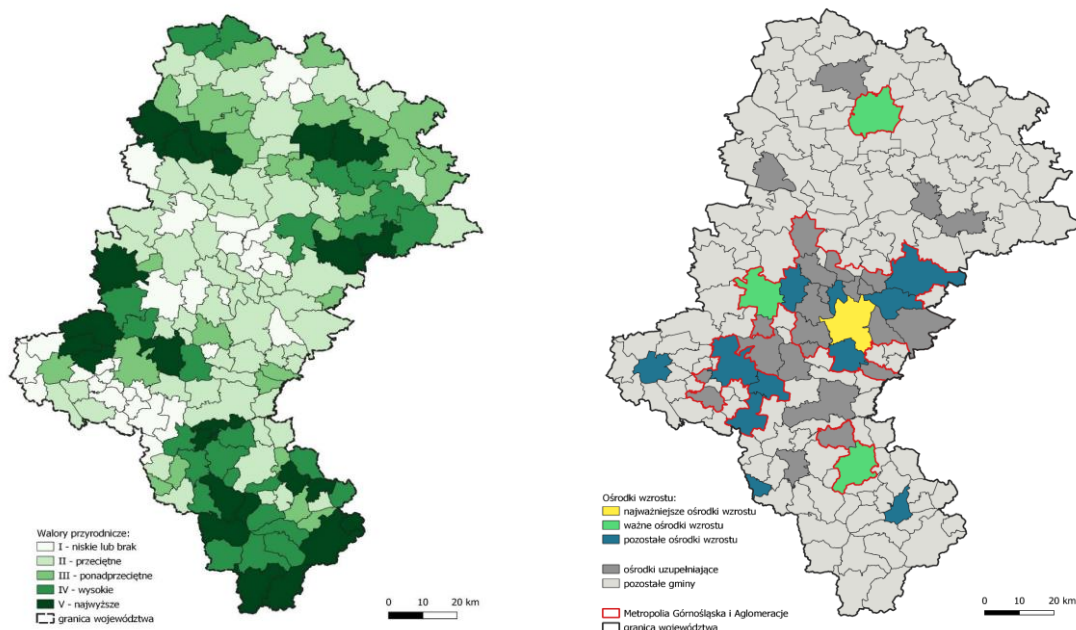 Walory przyrodnicze:
I - niskie lub brak
II - przeciętne
III - ponadprzeciętne
IV - wysokie
V - najwyższe
granica województwa
0 10 20 km
Ośrodki wzrostu:
najważniejsze ośrodki wzrostu
ważne ośrodki wzrostu
pozostałe ośrodki wzrostu
ośrodki uzupełniające
pozostałe gminy
Metropolia Górnośląska i Aglomeracje
granica województwa
0 10 20 km